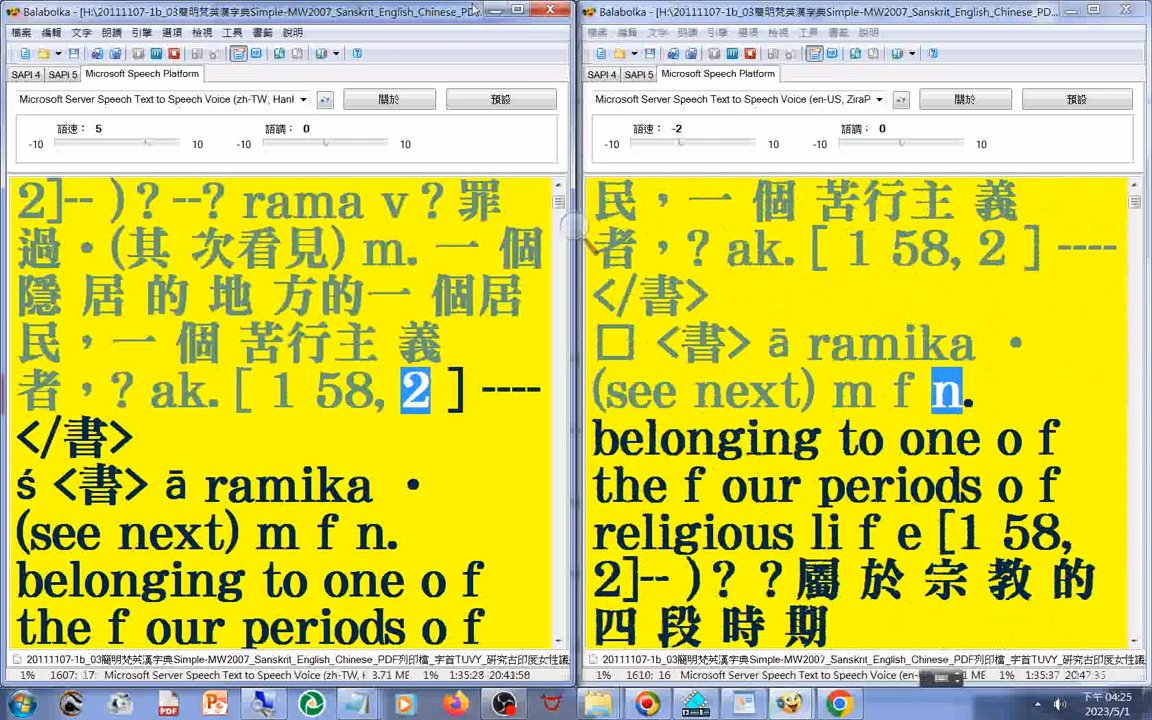 Balabolka - [H:\20111107-1b_03簡明梵英漢字典Simple-MW2007_Sanskrit_English_Chinese_PD...
檔案 編輯 文字 朗讀 引擎 選項 檢視 工具 書籤 說明
SAPI 4 SAPI 5 Microsoft Speech Platform
Microsoft Server Speech Text to Speech Voice (zh-TW, Hanl
關於 預設
語速： 5 語調： 0
-10 10 -10 10
2]-- )? --? rama v ? 罪
過·(其 次看見) m. 一 個
隱 居 的 地 方的一 個居
民，一 個 苦行主 義
者，? ak. [ 1 58, 2 ] ----
</書>
ś <書> ā ramika ·
(see next) m f n.
belonging to one o f
the f our periods o f
20111107-1b_03簡明梵英漢字典Simple-MW2007_Sanskrit_English_Chinese_PDF列印檔_字首TUVY_研究古印度女性議
1% 1607: 17: Microsoft Server Speech Text to Speech Voice (zh-TW, H 3.71 MB 1% 1:35:28 20:41:58
Balabolka - [H:\20111107-1b_03簡明梵英漢字典Simple-MW2007_Sanskrit_English_Chinese_PD...
檔案 編輯 文字 朗讀 引擎 選項 檢視 工具 書籤 說明
SAPI 4 SAPI 5 Microsoft Speech Platform
Microsoft Server Speech Text to Speech Voice (en-US, ZiraP
關於 預設
語速： -2 語調： 0
-10 10 -10 10
民，一 個 苦行主 義
者，? ak. [ 1 58, 2 ] ----
</書>
□ <書> ā ramika ·
(see next) m f n.
belonging to one o f
the f our periods o f
religious li f e [1 58,
2]-- )? ? 屬 於 宗 教 的
四 段 時 期
20111107-1b_03簡明梵英漢字典Simple-MW2007_Sanskrit_English_Chinese_PDF列印檔_字首TUVY_研究古印度女性議
1% 1610: 16 Microsoft Server Speech Text to Speech Voice (en- 1% 1:35:37
下午 04:25
2023/5/1